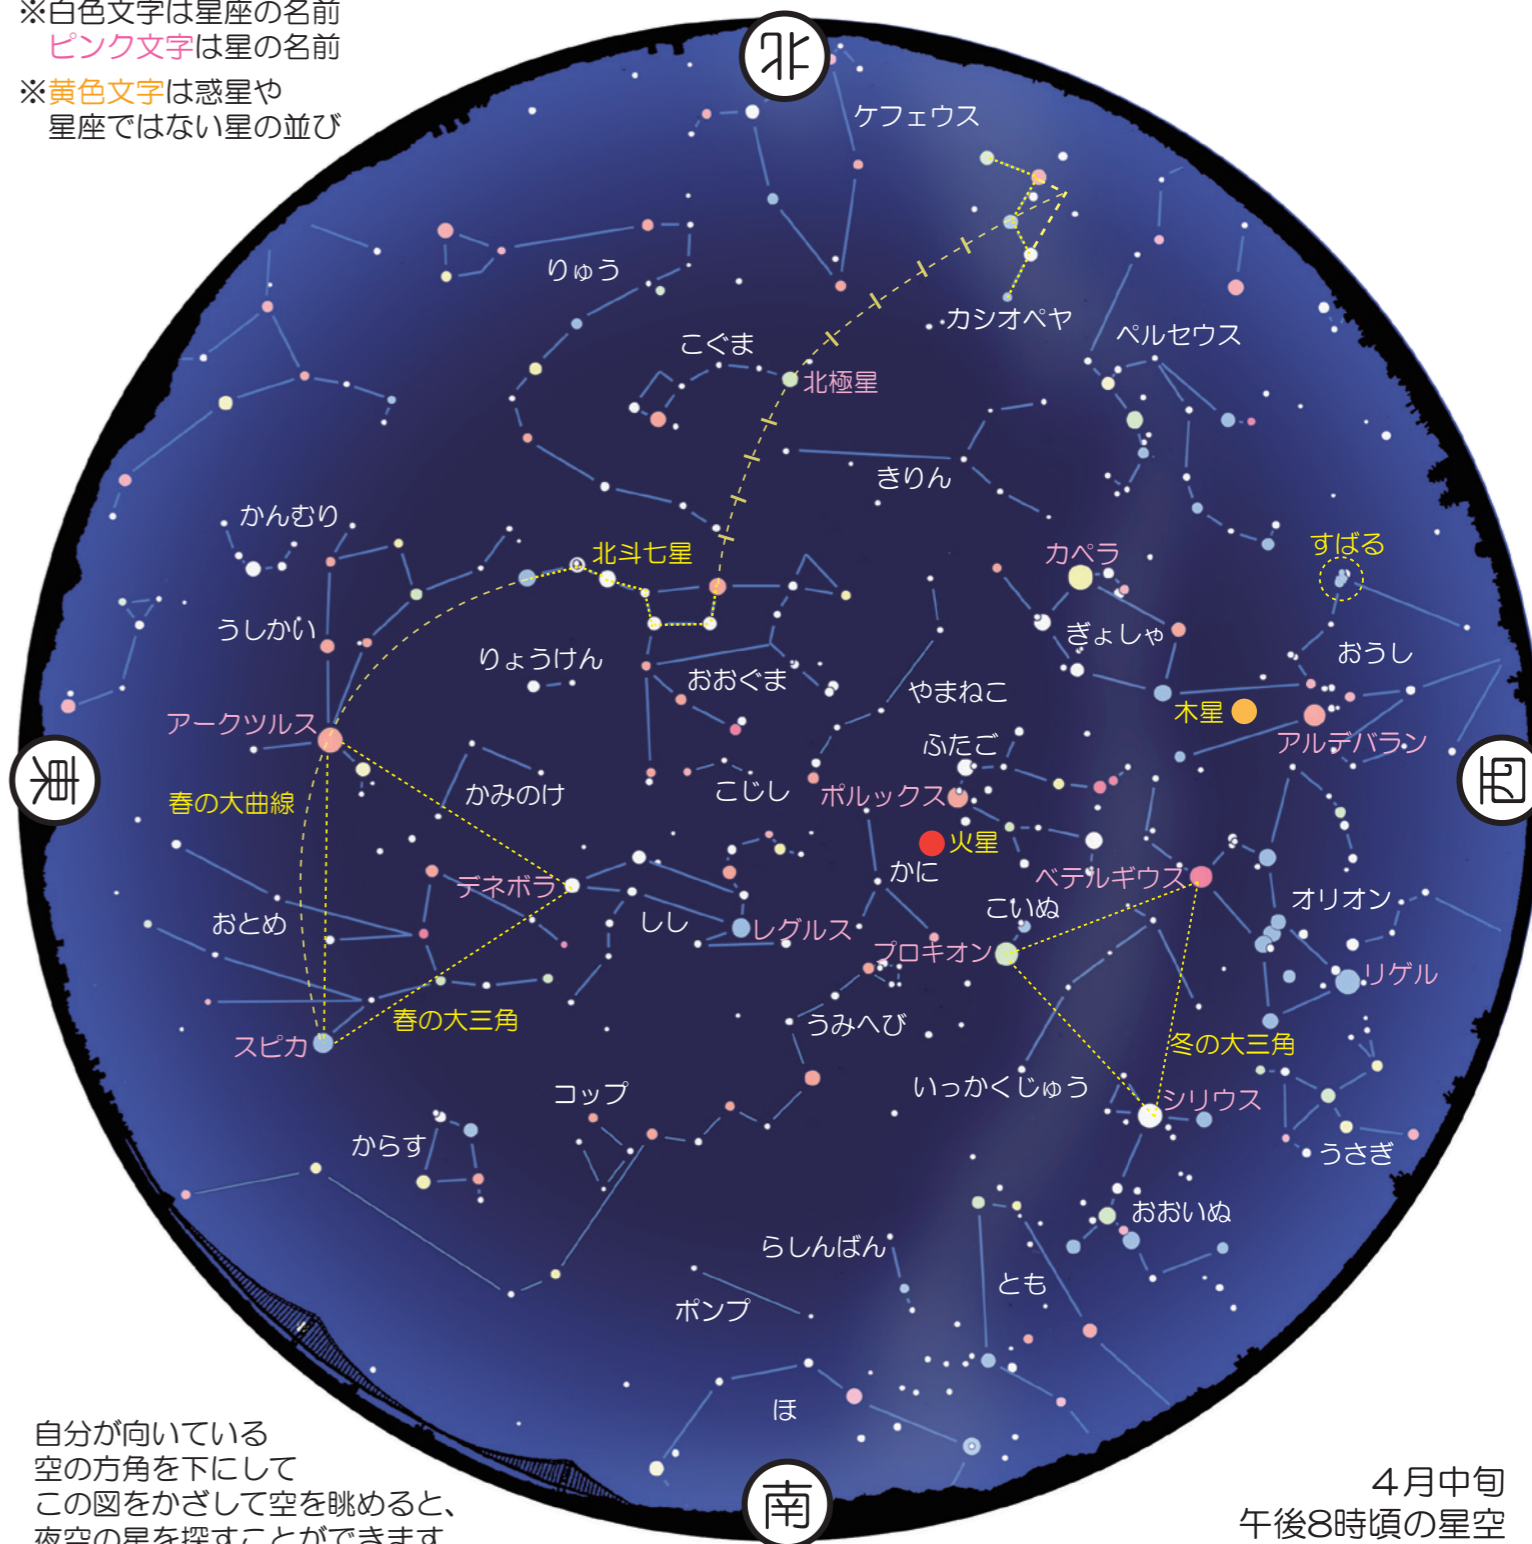 ※白色文字は星座の名前
ピンク文字は星の名前
※黄色文字は惑星や
星座ではない星の並び
北
ケフェウス
りゅう
カシオペヤ
ペルセウス
こぐま
北極星
きりん
かんむり
北斗七星
カペラ
すばる
うしかい
りょうけん
おおぐま
ぎょしゃ
おうし
やまねこ
アークツルス
木星
アルデバラン
ふたご
東
西
春の大曲線
かみのけ
こじし
ポルックス
火星
デネボラ
かに
ベテルギウス
オリオン
おとめ
しし
レグルス
こいぬ
プロキオン
リゲル
春の大三角
うみへび
スピカ
冬の大三角
コップ
いっかくじゅう
シリウス
からす
うさぎ
おおいぬ
らしんばん
とも
ポンプ
ほ
南
自分が向いている
空の方角を下にして
この図をかざして空を眺めると、
夜空の星を探すことができます
4月中旬
午後8時頃の星空